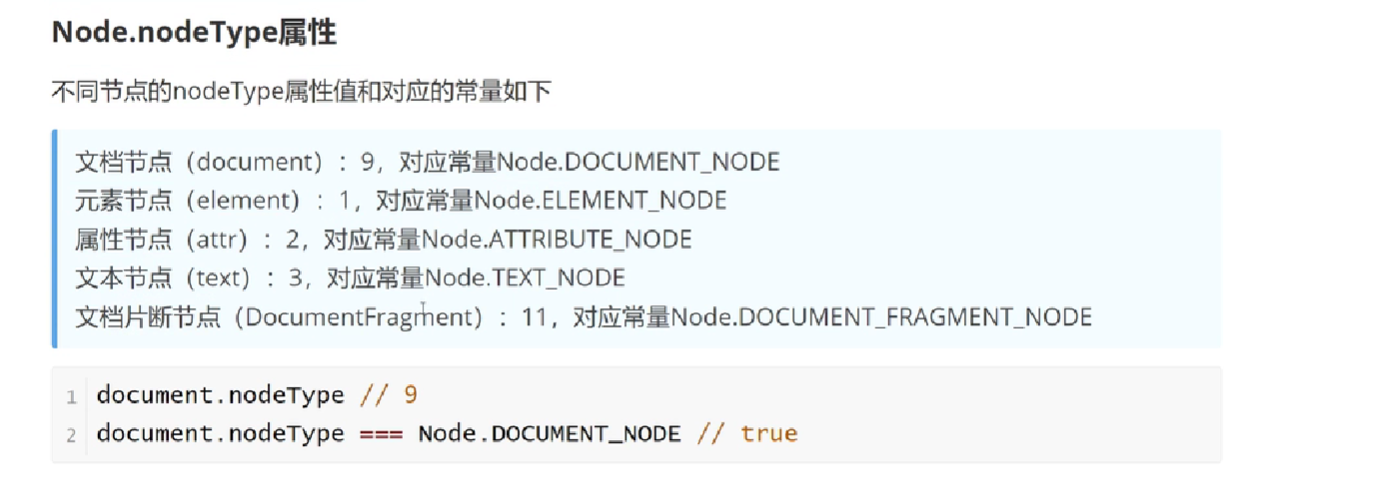 Node.nodeType属性
不同节点的nodeType属性值和对应的常量如下
文档节点（document）：9，对应常量Node.DOCUMENT_NODE
元素节点（element）：1，对应常量Node.ELEMENT_NODE
属性节点（attr）：2，对应常量Node.ATTRIBUTE_NODE
文本节点（text）：3，对应常量Node.TEXT_NODE
文档片断节点（DocumentFragment）：11，对应常量Node.DOCUMENT_FRAGMENT_NODE
1 document.nodeType // 9
2 document.nodeType === Node.DOCUMENT_NODE // true